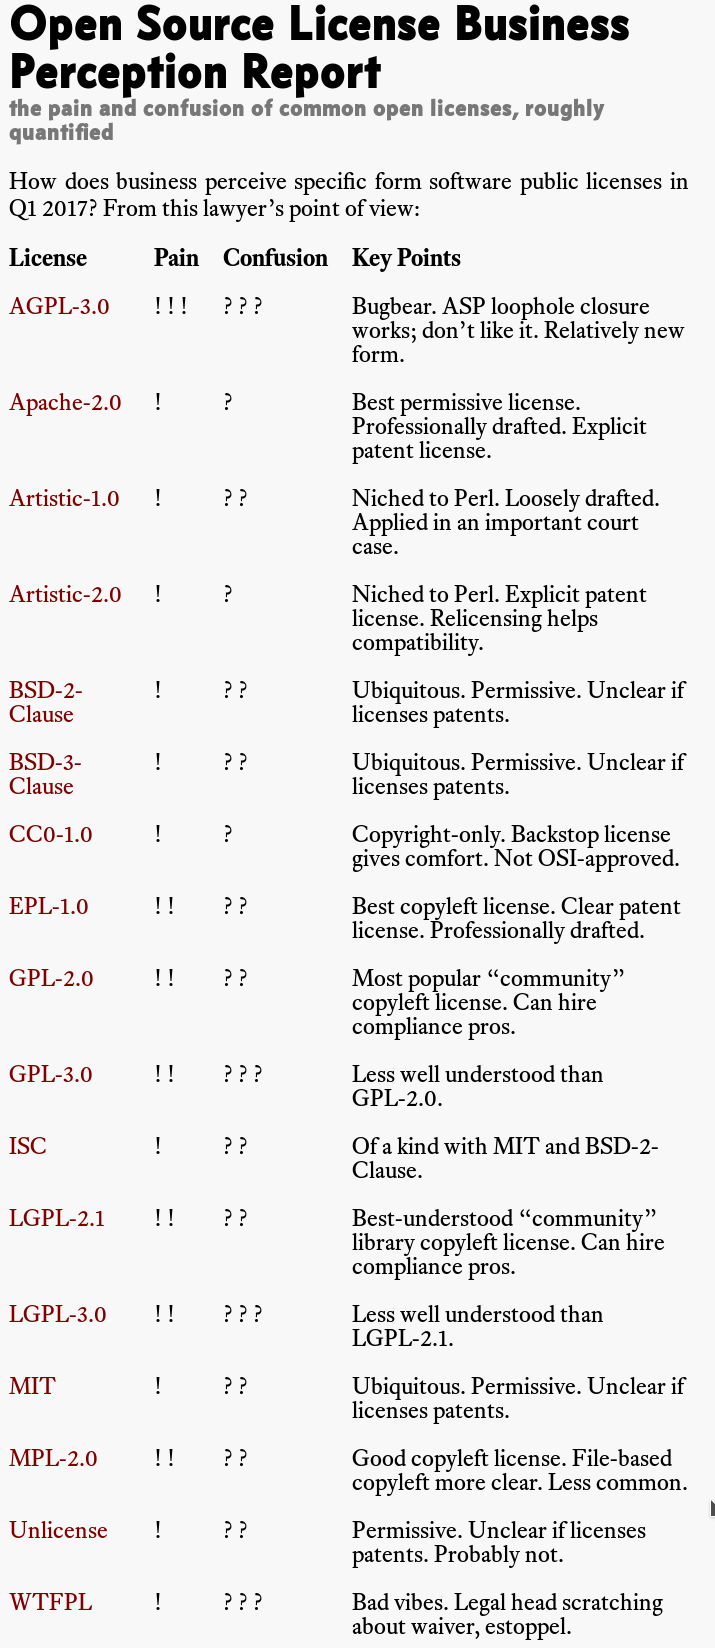 Open Source License Business
Perception Report
the pain and confusion of common open licenses, roughly
quantified
How does business perceive specific form software public licenses in
Q1 2017? From this lawyer’s point of view:
License Pain Confusion Key Points
AGPL-3.0 ! ! ! ? ? ? Bugbear. ASP loophole closure
works; don’t like it. Relatively new
form.
Apache-2.0 ! ? Best permissive license.
Professionally drafted. Explicit
patent license.
Artistic-1.0 ! ? ? Niched to Perl. Loosely drafted.
Applied in an important court
case.
Artistic-2.0 ! ? Niched to Perl. Explicit patent
license. Relicensing helps
compatibility.
BSD-2- ! ? ? Ubiquitous. Permissive. Unclear if
Clause licenses patents.
BSD-3- ! ? ? Ubiquitous. Permissive. Unclear if
Clause licenses patents.
CC0-1.0 ! ? Copyright-only. Backstop license
gives comfort. Not OSI-approved.
EPL-1.0 ! ! ? ? Best copyleft license. Clear patent
license. Professionally drafted.
GPL-2.0 ! ! ? ? Most popular “community”
copyleft license. Can hire
compliance pros.
GPL-3.0 ! ! ? ? ? Less well understood than
GPL-2.0.
ISC ! ? ? Of a kind with MIT and BSD-2-
Clause.
LGPL-2.1 ! ! ? ? Best-understood “community”
library copyleft license. Can hire
compliance pros.
LGPL-3.0 ! ! ? ? ? Less well understood than
LGPL-2.1.
MIT ! ? ? Ubiquitous. Permissive. Unclear if
licenses patents.
MPL-2.0 ! ! ? ? Good copyleft license. File-based
copyleft more clear. Less common.
Unlicense ! ? ? Permissive. Unclear if licenses
patents. Probably not.
WTFPL ! ? ? ? Bad vibes. Legal head scratching
about waiver, estoppel.